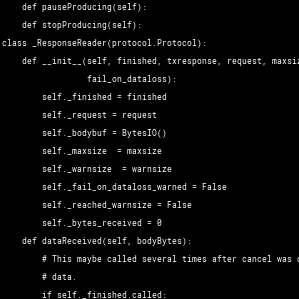 def pauseProducing(self):
def stopProducing(self):
class _ResponseReader(protocol.Protocol):
def __init__(self, finished, txresponse, request, maxsiz
fail_on_dataloss):
self._finished = finished
self._request = request
self._bodybuf = BytesIO()
self._maxsize  = maxsize
self._warnsize  = warnsize
self._fail_on_dataloss_warned = False
self._reached_warnsize = False
self._bytes_received = 0
def dataReceived(self, bodyBytes):
# This maybe called several times after cancel was
# data.
if self._finished.called: